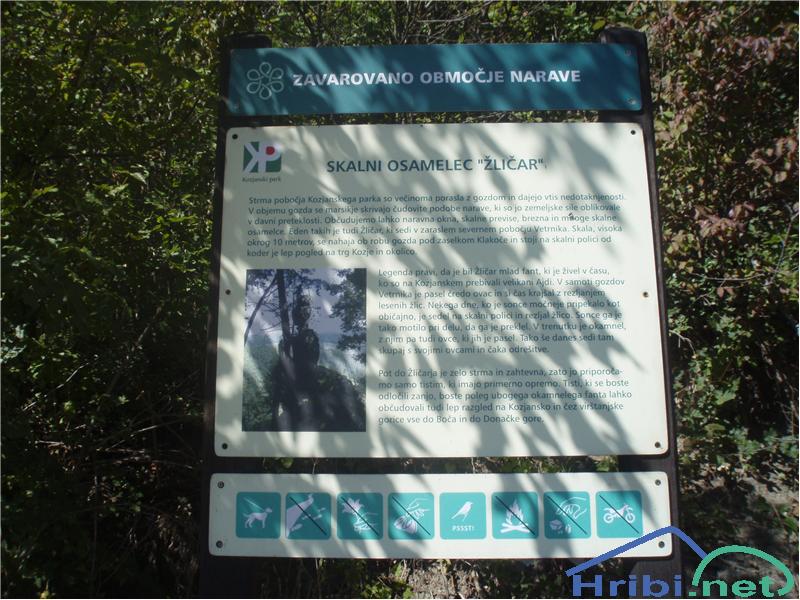 ZAVAROVANO OBMOČJE NARAVE
KP
Kozjanski park
SKALNI OSAMELEC "ŽLIČAR"
Strma pobočja Kozjanskega parka so večinoma porasla z gozdom in dajejo vtis nedotaknjenosti.
V objemu gozda se marsikje skrivajo čudovite podobe narave, ki so jo zemeljske sile oblikovale
v davni preteklosti. Občudujemo lahko naravna okna, skalne previse, brezna in mnoge skalne
osamelce. Eden takih je tudi Žličar, ki sedi v zaraslem severnem pobočju Vetrnika. Skala, visoka
okrog 10 metrov, se nahaja ob robu gozda pod zaselkom Klakoče in stoji na skalni polici od
koder je lep pogled na trg Kozje in okolico.
Legenda pravi, da je bil Žličar mlad fant, ki je živel v času,
ko so na Kozjanskem prebivali velikani Ajdi. V samoti gozdov
Vetrnika je pasel čredo ovac in si čas krajšal z rezljanjem
lesenih žlic. Nekega dne, ko je sonce močneje pripekalo kot
običajno, je sedel na skalni polici in rezljal žlico. Sonce ga je
tako motilo pri delu, da ga je preklel. V trenutku je okamnel,
z njim pa tudi ovce, ki jih je pasel. Tako še danes sedi tam
skupaj s svojimi ovcami in čaka odrešitve.
Pot do Žličarja je zelo strma in zahtevna, zato jo priporoča-
mo samo tistim, ki imajo primerno opremo. Tisti, ki se boste
odločili zanjo, boste poleg ubogega okamnelega fanta lahko
občudovali tudi lep razgled na Kozjansko in čez virštanjske
gorice vse do Boča in do Donačke gore.
PSSST!
Hribi.net